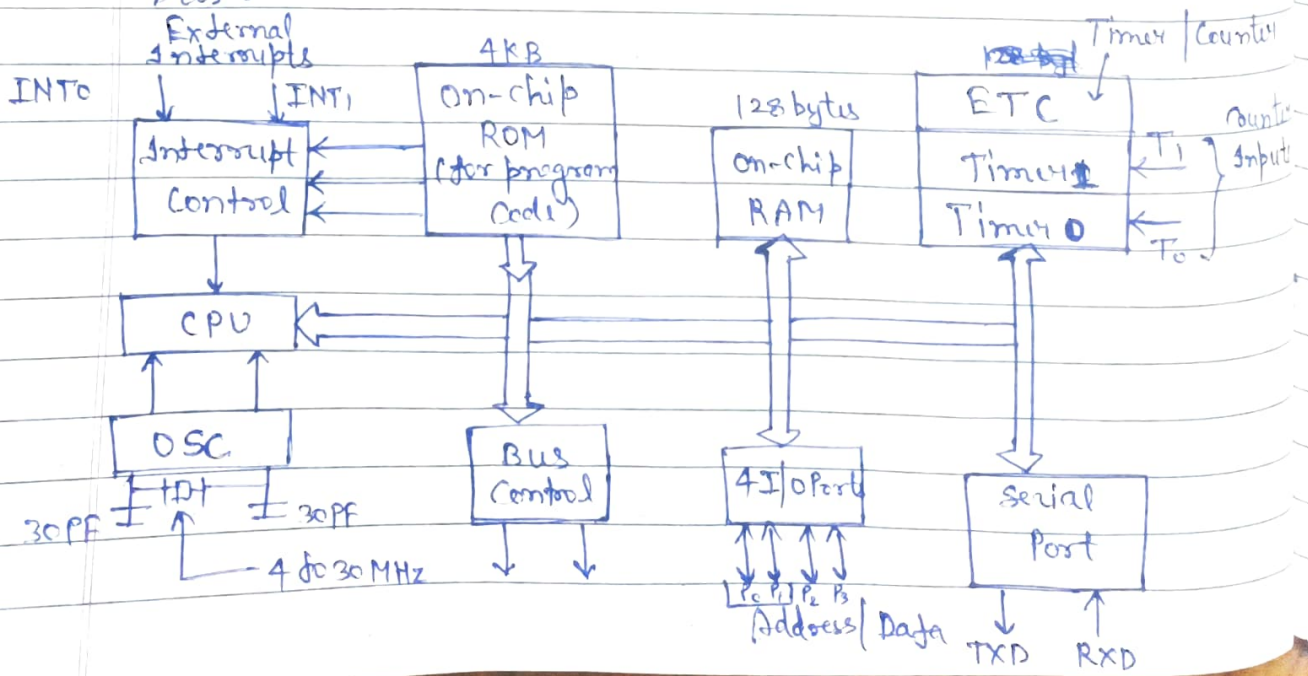 External
Interrupts
INT0
INT1
Interrupt
Control
4KB
On-chip
ROM
(for program
Code)
128 bytes
on-chip
RAM
Timer / Counter
ETC
Timer 1
Timer 0
T1
T0
Input
CPU
OSC
30PF
30PF
4 to 30 MHz
Bus
Control
4 I/O Port
P0 P1 P2 P3
Address / Data
Serial
Port
TXD
RXD